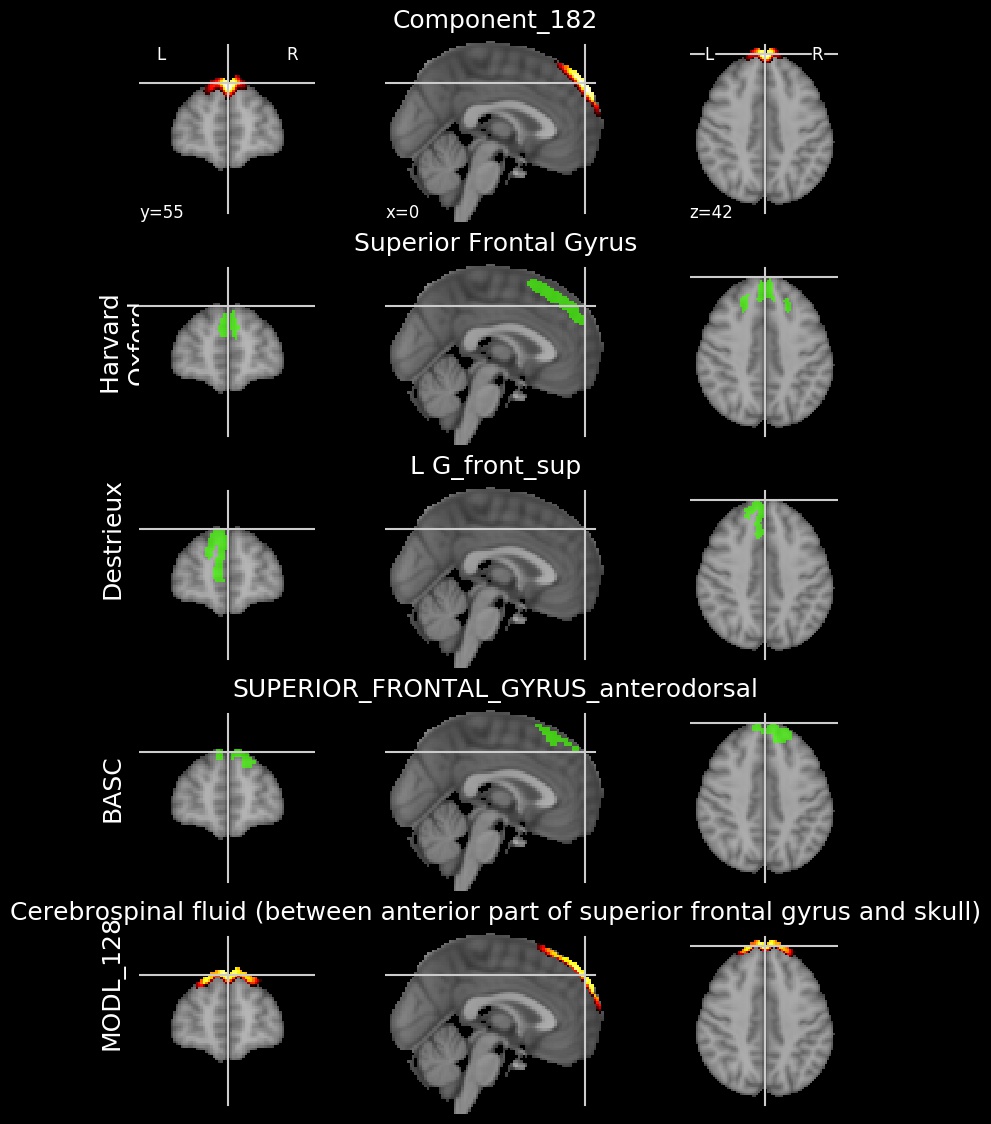 Component_182
L R L R
y=55 x=0 z=42
Superior Frontal Gyrus
Harvard
L G_front_sup
Destrieux
SUPERIOR_FRONTAL_GYRUS_anterodorsal
BASC
Cerebrospinal fluid (between anterior part of superior frontal gyrus and skull)
MODL_128